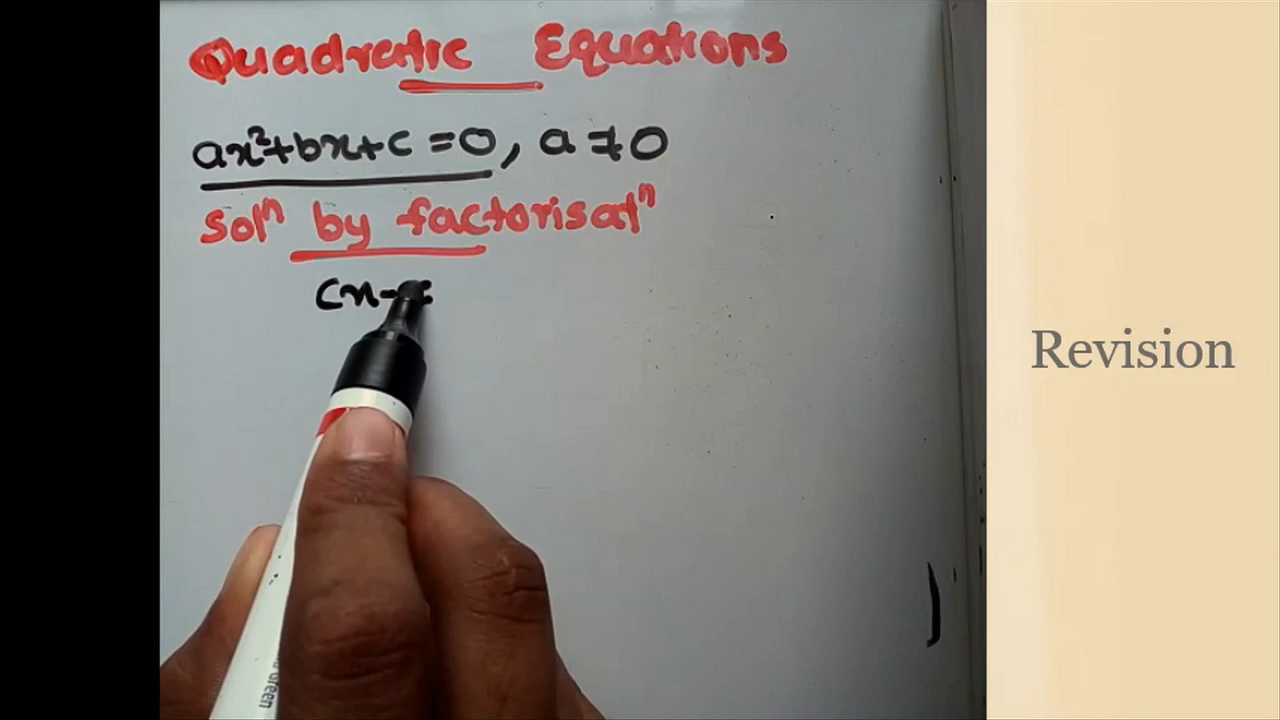 Quadratic Equations
ax²+bx+c = 0, a ≠ 0
Solⁿ by factorisatⁿ
(x-
Revision